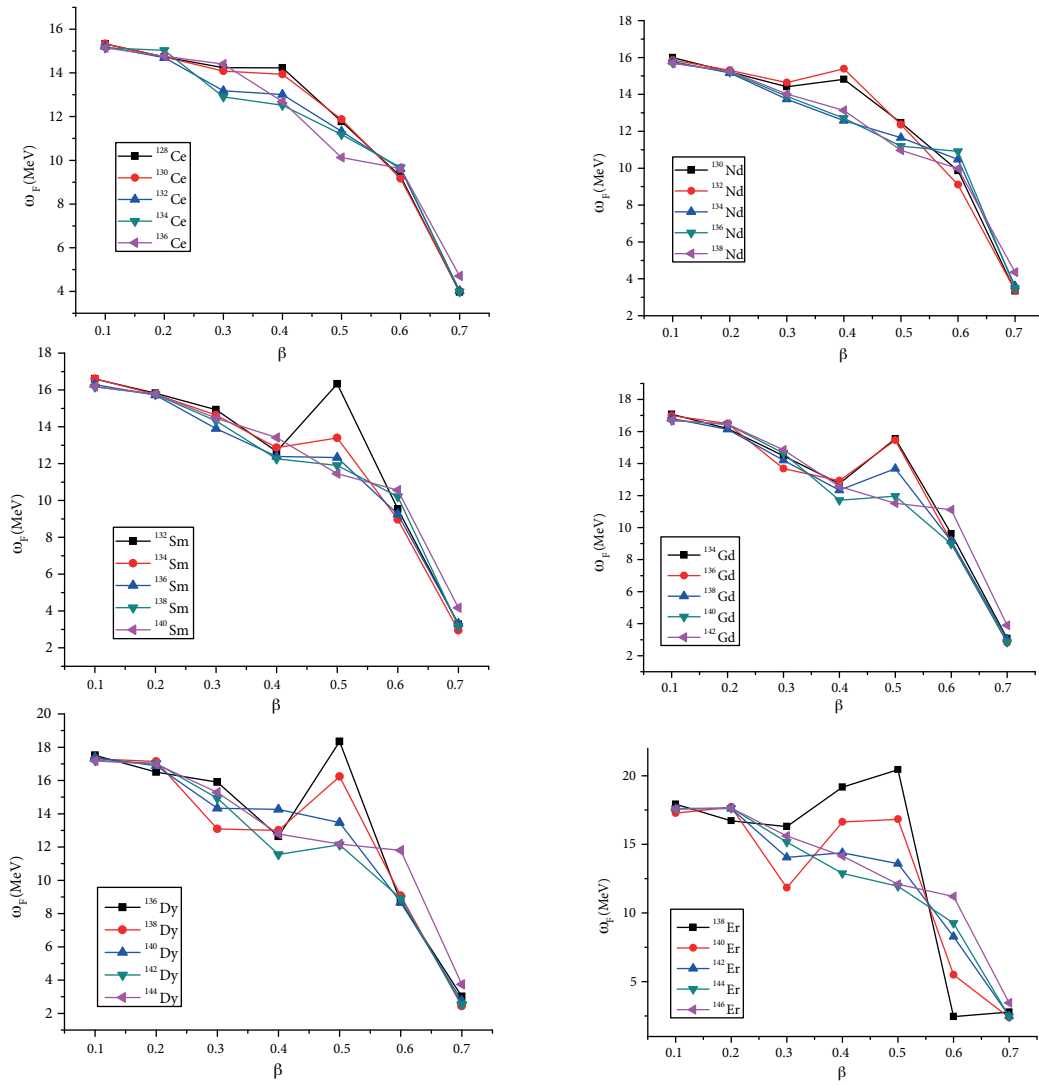 16
14
12
10
8
6
4
ω_F (MeV)
¹²⁸Ce
¹³⁰Ce
¹³²Ce
¹³⁴Ce
¹³⁶Ce
0.1 0.2 0.3 0.4 0.5 0.6 0.7
β
18
16
14
12
10
8
6
4
2
ω_F (MeV)
¹³⁰Nd
¹³²Nd
¹³⁴Nd
¹³⁶Nd
¹³⁸Nd
0.1 0.2 0.3 0.4 0.5 0.6 0.7
β
18
16
14
12
10
8
6
4
2
ω_F (MeV)
¹³²Sm
¹³⁴Sm
¹³⁶Sm
¹³⁸Sm
¹⁴⁰Sm
0.1 0.2 0.3 0.4 0.5 0.6 0.7
β
18
16
14
12
10
8
6
4
2
ω_F (MeV)
¹³⁴Gd
¹³⁶Gd
¹³⁸Gd
¹⁴⁰Gd
¹⁴²Gd
0.1 0.2 0.3 0.4 0.5 0.6 0.7
β
20
18
16
14
12
10
8
6
4
2
ω_F (MeV)
¹³⁶Dy
¹³⁸Dy
¹⁴⁰Dy
¹⁴²Dy
¹⁴⁴Dy
0.1 0.2 0.3 0.4 0.5 0.6 0.7
β
20
15
10
5
ω_F (MeV)
¹³⁸Er
¹⁴⁰Er
¹⁴²Er
¹⁴⁴Er
¹⁴⁶Er
0.1 0.2 0.3 0.4 0.5 0.6 0.7
β